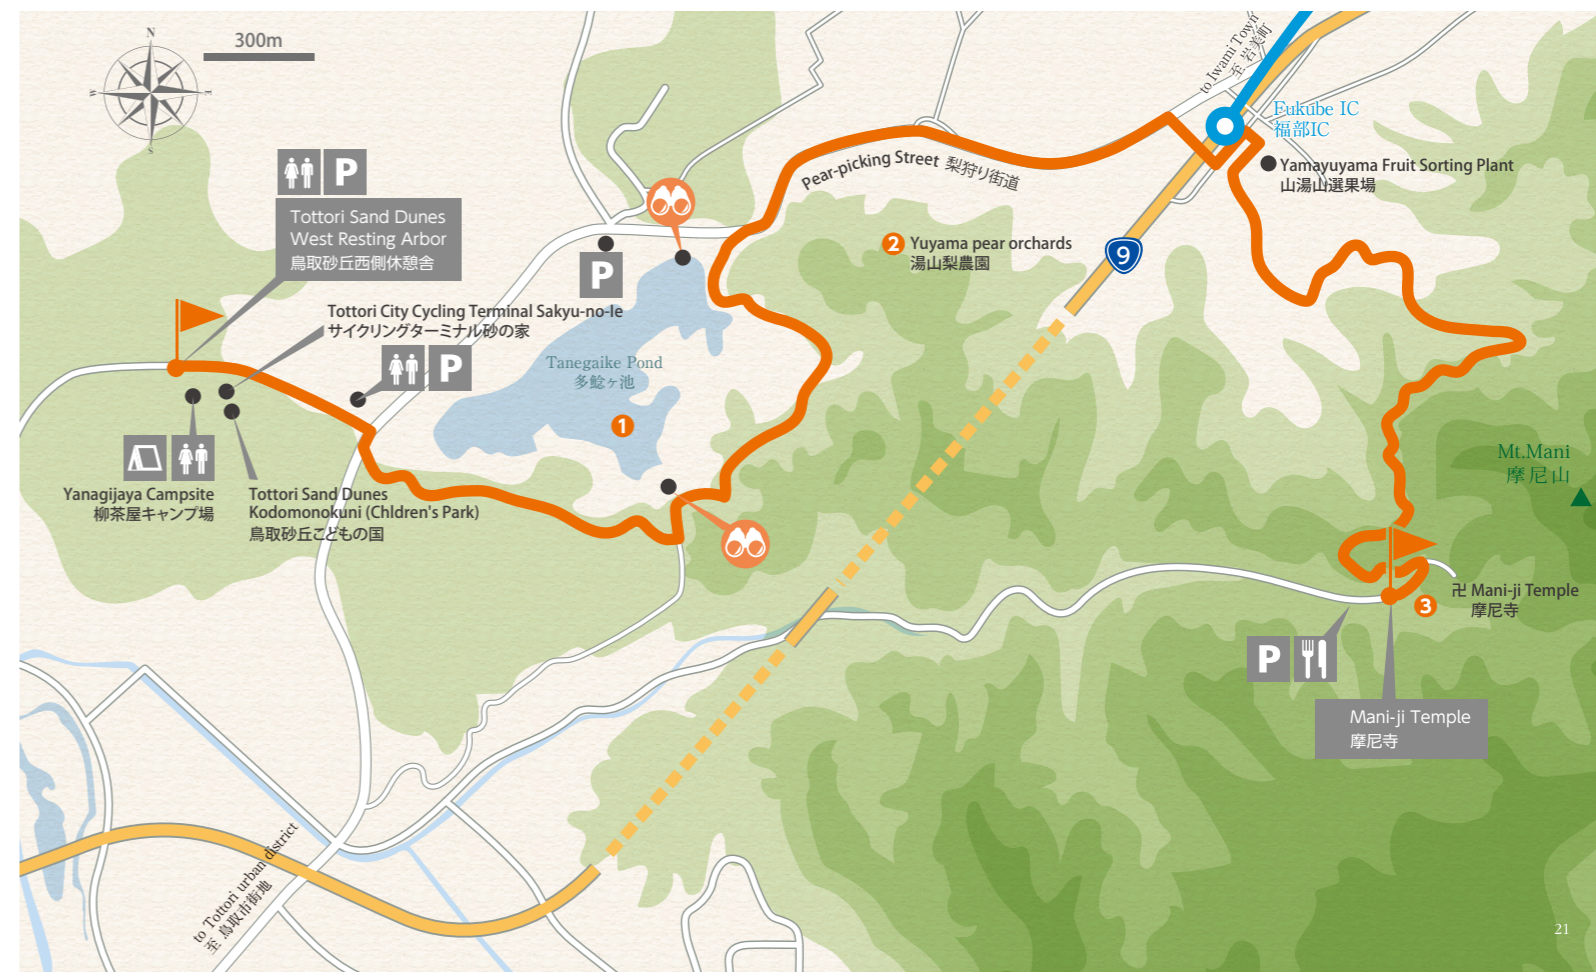 N
W
E
S
300m
to Iwami Town
至 岩美町
Fukube IC
福部IC
Yamayuyama Fruit Sorting Plant
山湯山選果場
Pear-picking Street 梨狩り街道
P
Tottori Sand Dunes
West Resting Arbor
鳥取砂丘西側休憩舎
P
2 Yuyama pear orchards
湯山梨農園
9
Tottori City Cycling Terminal Sakyu-no-Ie
サイクリングターミナル砂の家
P
Tanegaike Pond
多鯰ヶ池
1
Yanagijaya Campsite
柳茶屋キャンプ場
Tottori Sand Dunes
Kodomonokuni (Chldren's Park)
鳥取砂丘こどもの国
Mt.Mani
摩尼山
卍 Mani-ji Temple
摩尼寺
3
P
Mani-ji Temple
摩尼寺
to Tottori urban district
至 鳥取市街地
21